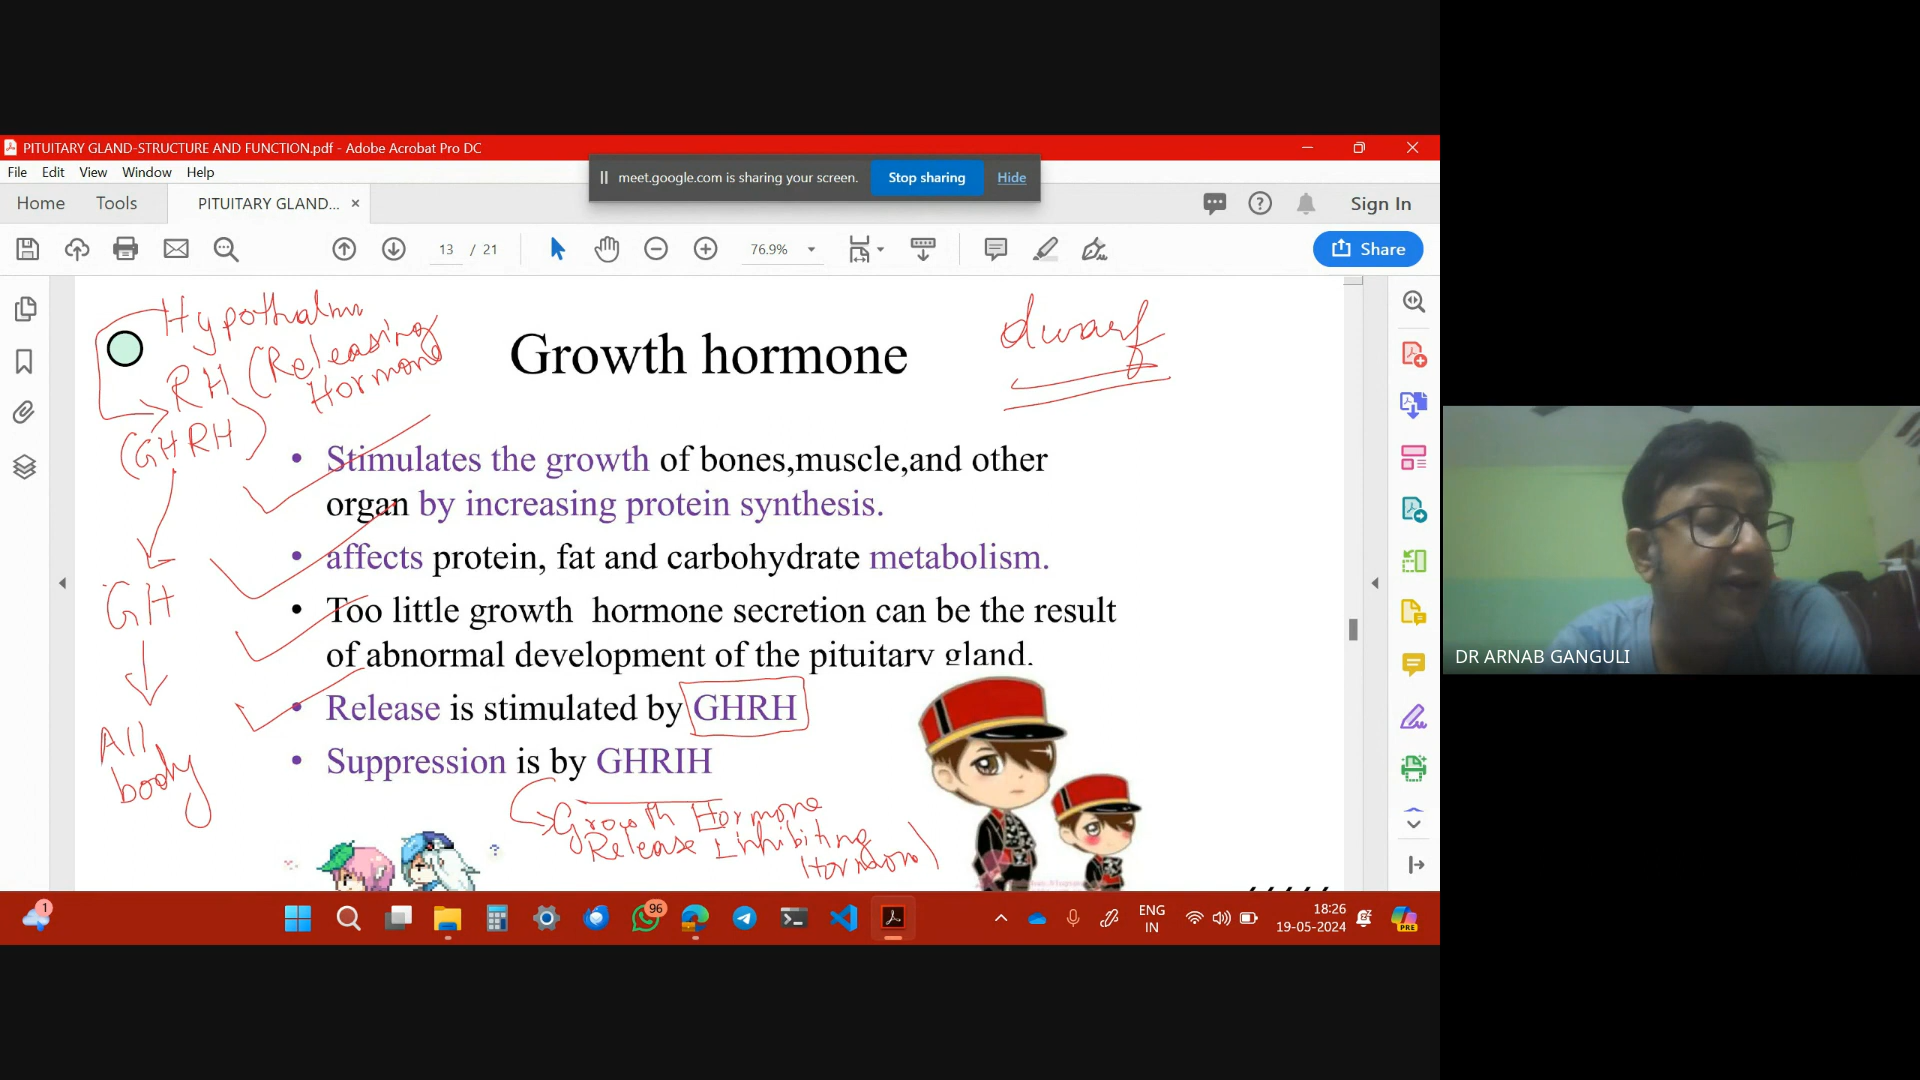 PITUITARY GLAND-STRUCTURE AND FUNCTION.pdf - Adobe Acrobat Pro DC
File Edit View Window Help
meet.google.com is sharing your screen. Stop sharing Hide
Home Tools PITUITARY GLAND... × Sign In
13 / 21 76.9% Share
Hypothalm
RH (Releasing
Hormone
(GHRH)
GH
All
body
dwarf
Growth hormone
• Stimulates the growth of bones,muscle,and other
organ by increasing protein synthesis.
• affects protein, fat and carbohydrate metabolism.
• Too little growth hormone secretion can be the result
of abnormal development of the pituitary gland.
• Release is stimulated by GHRH
• Suppression is by GHRIH
Growth Hormone
Release Inhibiting
Hormone)
DR ARNAB GANGULI
1
96
PRE
ENG
IN
18:26
19-05-2024